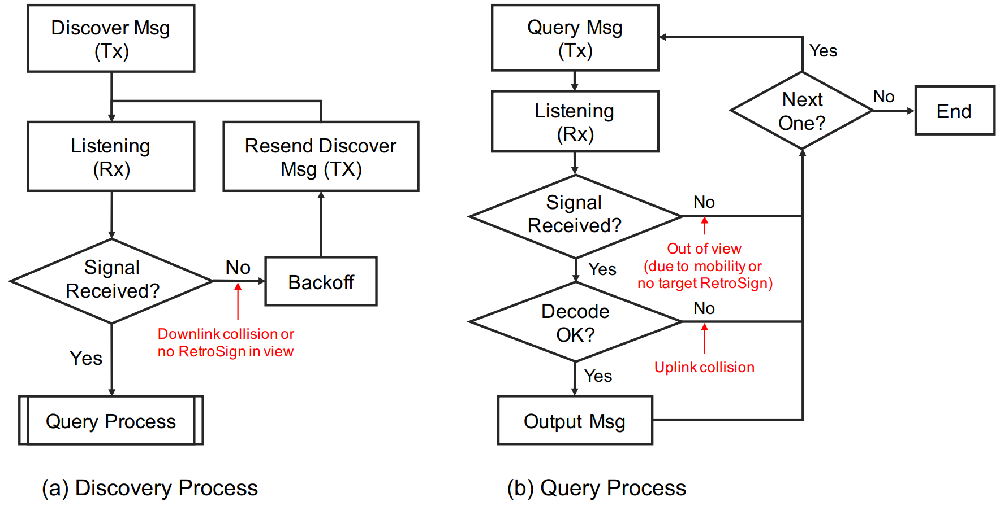 Discover Msg
(Tx)
Listening
(Rx)
Resend Discover
Msg (TX)
Signal
Received?
No
Backoff
Downlink collision or
no RetroSign in view
Yes
Query Process
(a) Discovery Process
Query Msg
(Tx)
Yes
Listening
(Rx)
Next
One?
No
End
Signal
Received?
No
Out of view
(due to mobility or
no target RetroSign)
Yes
Decode
OK?
No
Uplink collision
Yes
Output Msg
(b) Query Process